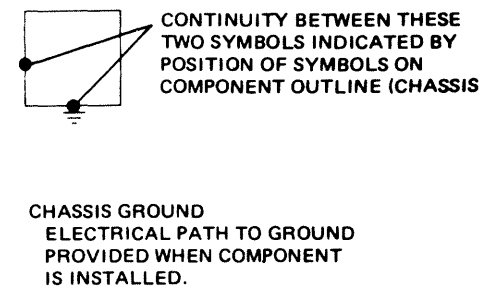 CONTINUITY BETWEEN THESE
TWO SYMBOLS INDICATED BY
POSITION OF SYMBOLS ON
COMPONENT OUTLINE (CHASSIS
CHASSIS GROUND
ELECTRICAL PATH TO GROUND
PROVIDED WHEN COMPONENT
IS INSTALLED.